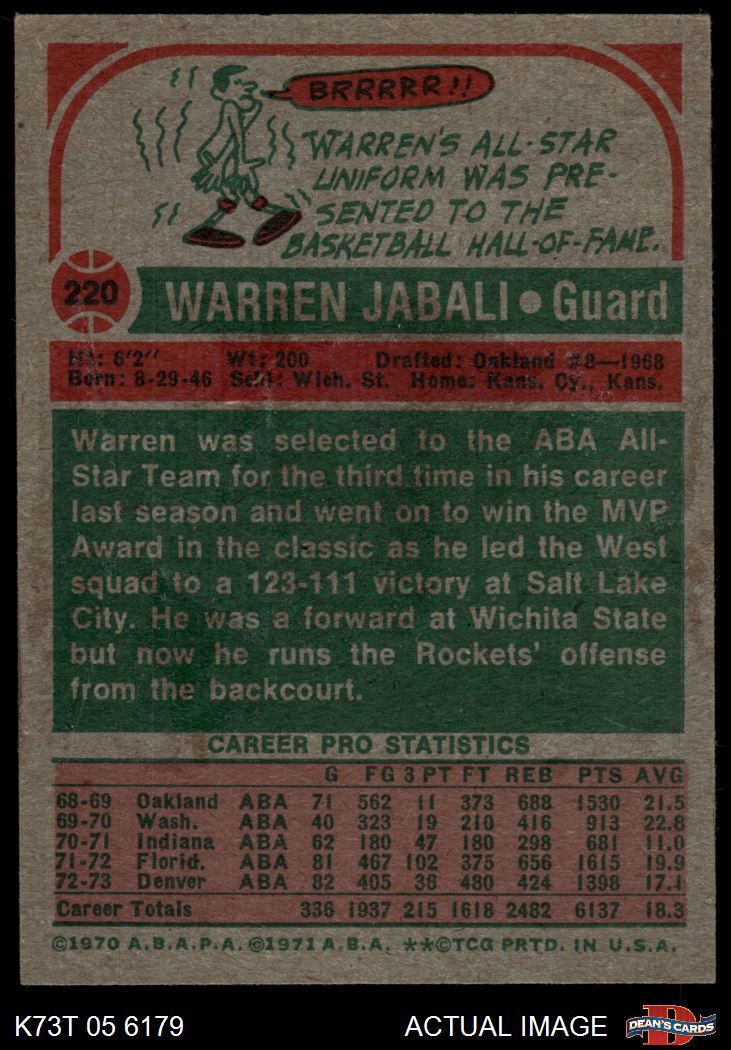 BRRRRR!!
WARREN'S ALL-STAR
UNIFORM WAS PRE-
SENTED TO THE
BASKETBALL HALL-OF-FAME.
220 WARREN JABALI • Guard
Ht: 6'2" Wt: 200 Drafted: Oakland #8—1968
Born: 8-29-46 Sch: Wich. St. Home: Kans. Cy., Kans.
Warren was selected to the ABA All-
Star Team for the third time in his career
last season and went on to win the MVP
Award in the classic as he led the West
squad to a 123-111 victory at Salt Lake
City. He was a forward at Wichita State
but now he runs the Rockets' offense
from the backcourt.
CAREER PRO STATISTICS
G FG 3 PT FT REB PTS AVG
68-69 Oakland ABA 71 562 11 373 688 1530 21.5
69-70 Wash. ABA 40 323 19 210 416 913 22.8
70-71 Indiana ABA 62 180 47 180 298 681 11.0
71-72 Florid. ABA 81 467 102 375 656 1615 19.9
72-73 Denver ABA 82 405 36 480 424 1398 17.1
Career Totals 336 1937 215 1618 2482 6137 18.3
©1970 A.B.A.P.A. ©1971 A.B.A. **©TCG PRTD. IN U.S.A.
K73T 05 6179 ACTUAL IMAGE DEAN'S CARDS